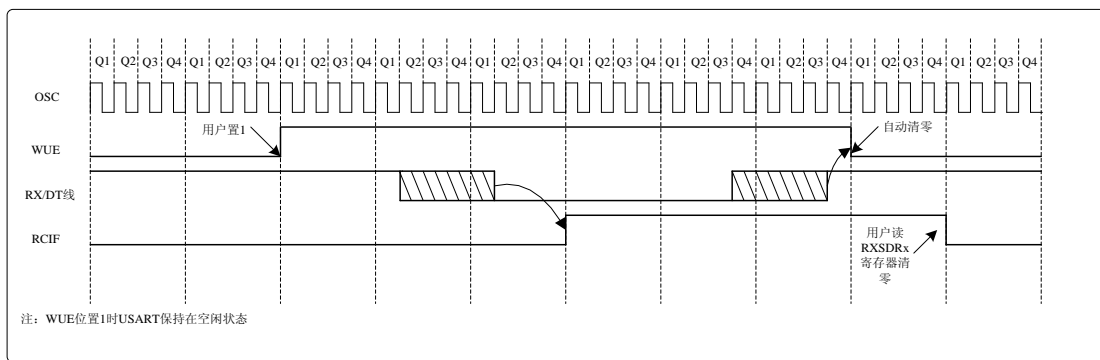 Q1 Q2 Q3 Q4 Q1 Q2 Q3 Q4 Q1 Q2 Q3 Q4 Q1 Q2 Q3 Q4 Q1 Q2 Q3 Q4 Q1 Q2 Q3 Q4 Q1 Q2 Q3 Q4 Q1 Q2 Q3 Q4 Q1 Q2 Q3 Q4 Q1 Q2 Q3 Q4
OSC
用户置1
自动清零
WUE
RX/DT线
RCIF
用户读
RXSDRx
寄存器清
零
注：WUE位置1时USART保持在空闲状态